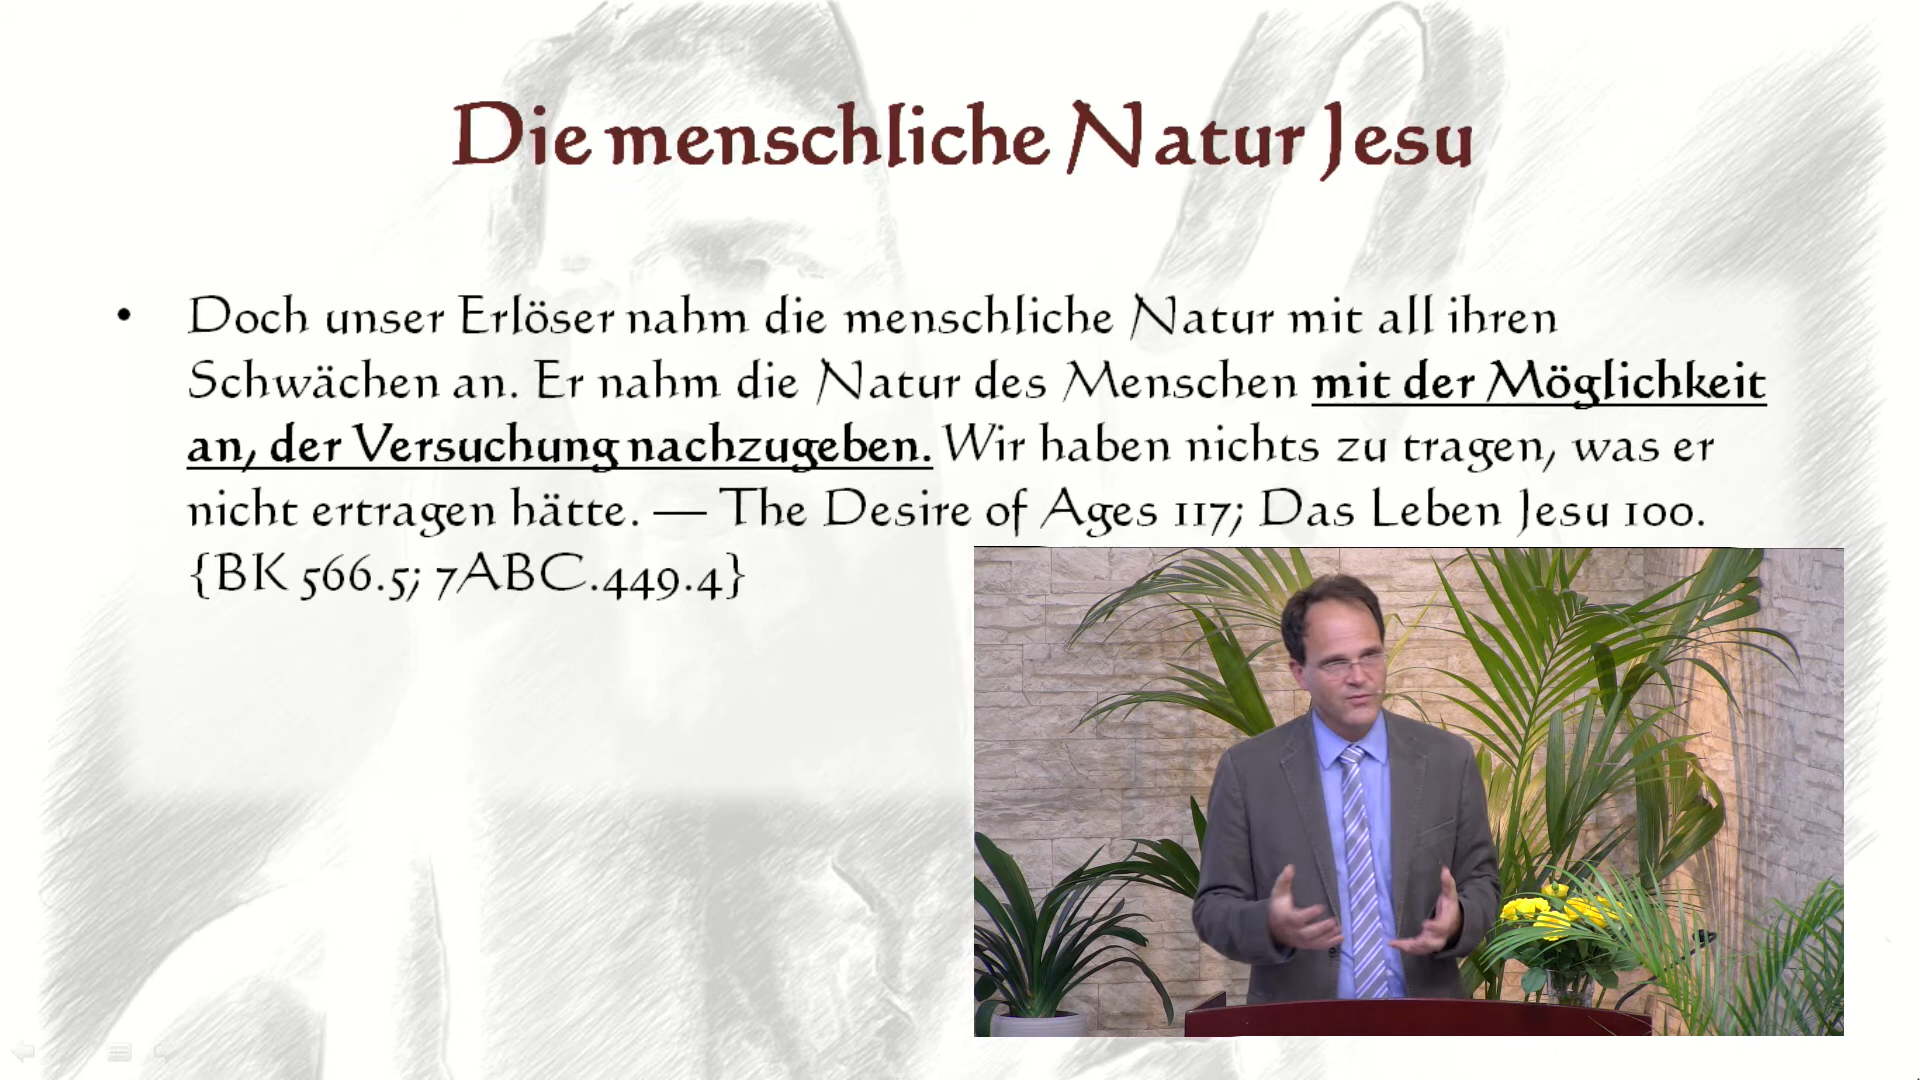 Die menschliche Natur Jesu
• Doch unser Erlöser nahm die menschliche Natur mit all ihren
Schwächen an. Er nahm die Natur des Menschen mit der Möglichkeit
an, der Versuchung nachzugeben. Wir haben nichts zu tragen, was er
nicht ertragen hätte. — The Desire of Ages 117; Das Leben Jesu 100.
{BK 566.5; 7ABC.449.4}